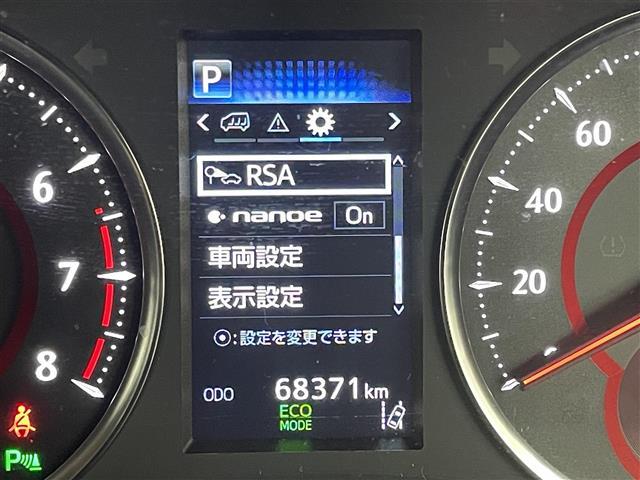 P
RSA
nanoe On
車両設定
表示設定
⦿:設定を変更できます
ODO 68371km
ECO
MODE
6
7
8
P
60
40
20